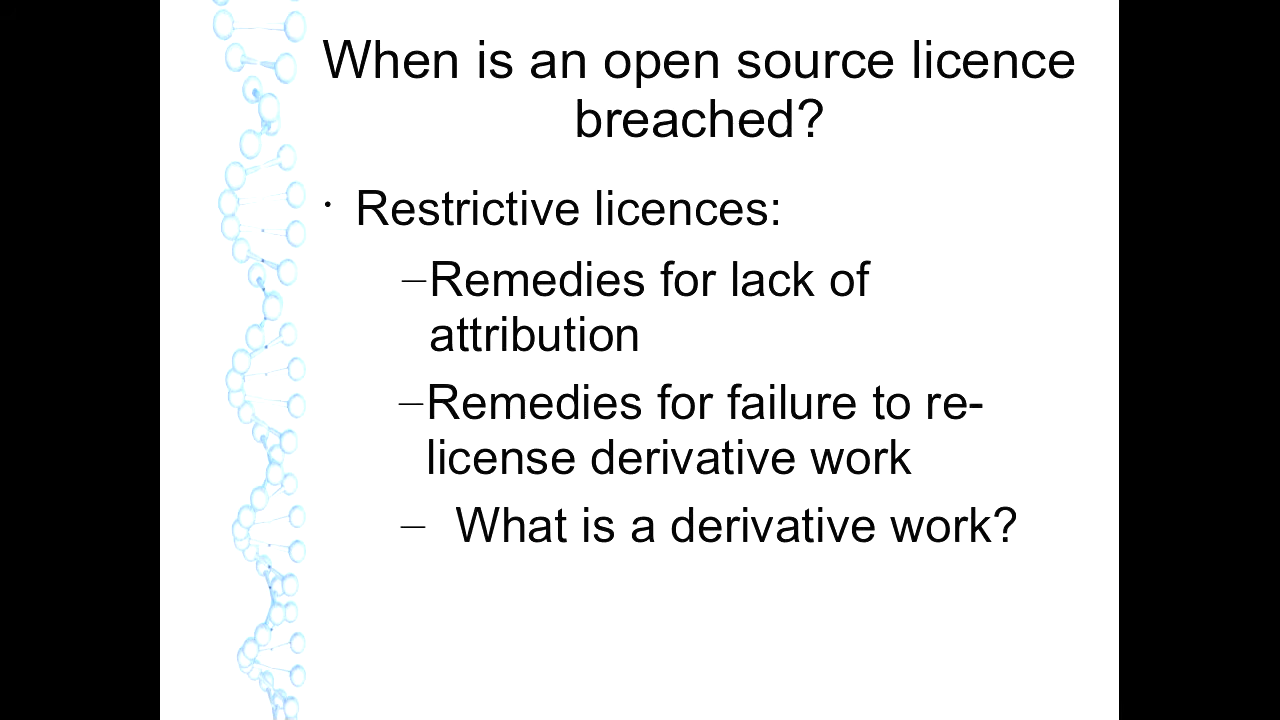 When is an open source licence
breached?
· Restrictive licences:
–Remedies for lack of
attribution
–Remedies for failure to re-
license derivative work
– What is a derivative work?